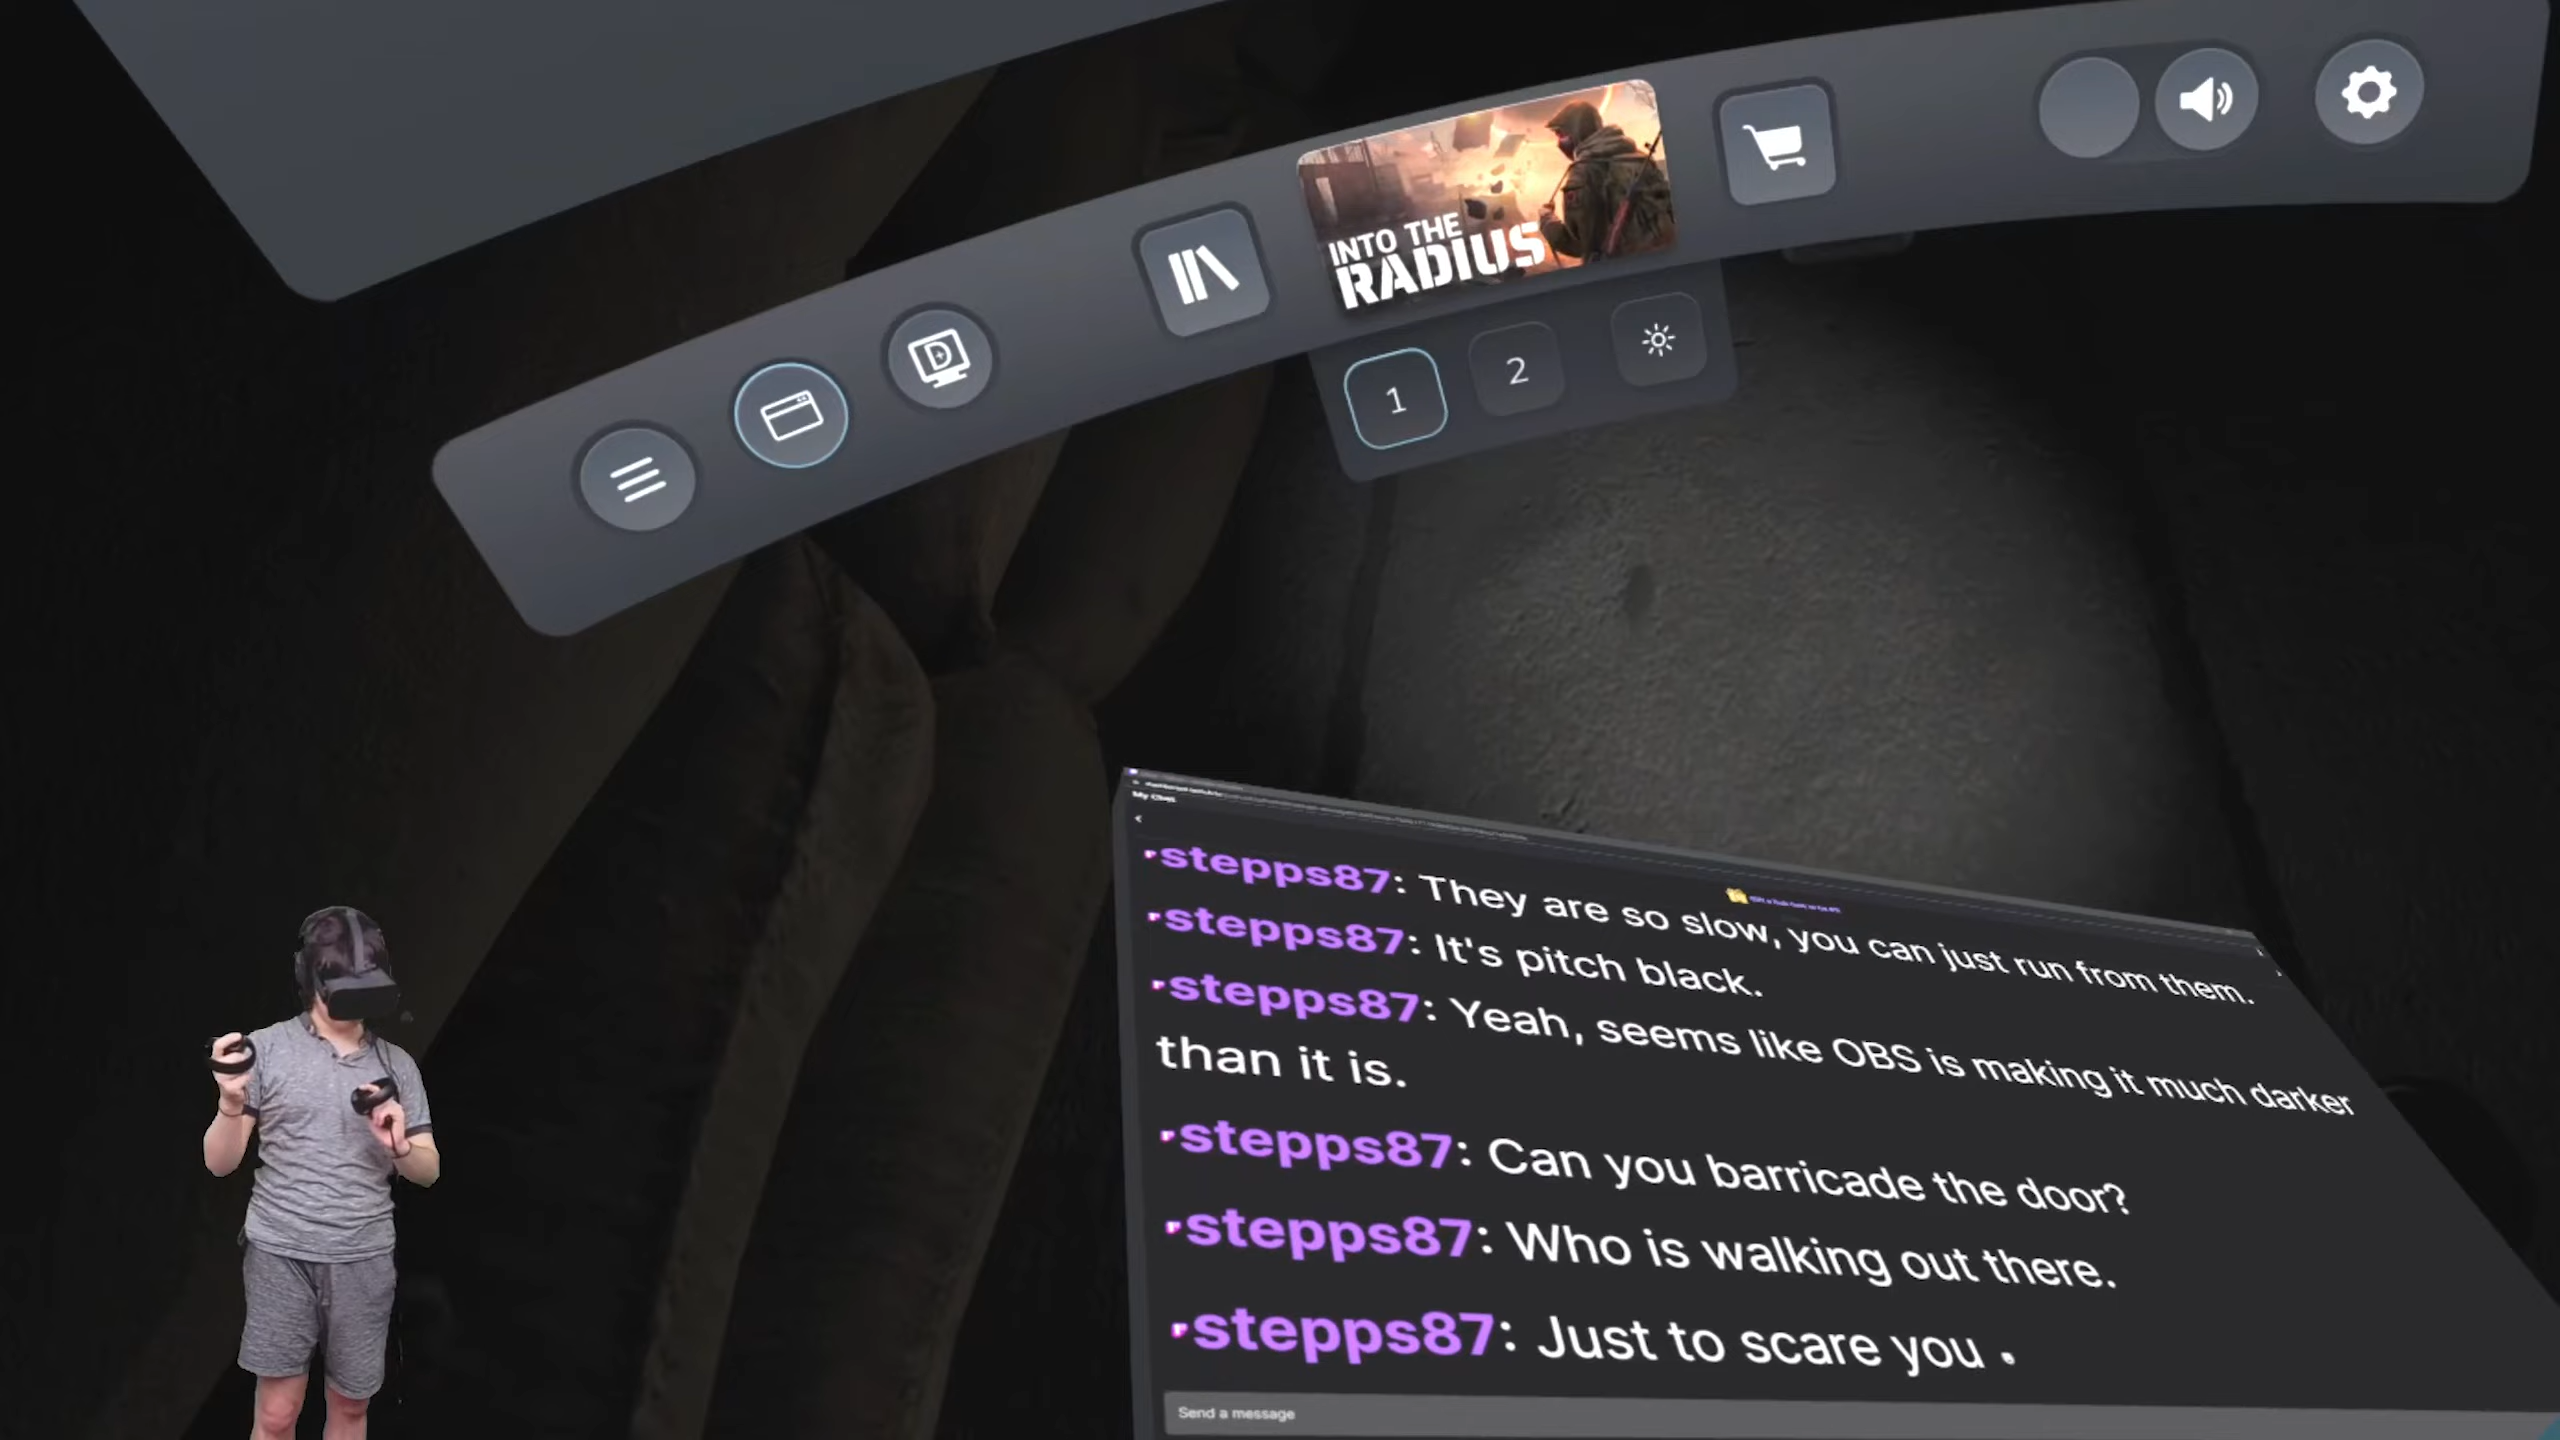 INTO THE
RADIUS
1
2
My Chat
stepps87: They are so slow, you can just run from them.
stepps87: It's pitch black.
stepps87: Yeah, seems like OBS is making it much darker
than it is.
stepps87: Can you barricade the door?
stepps87: Who is walking out there.
stepps87: Just to scare you
Send a message